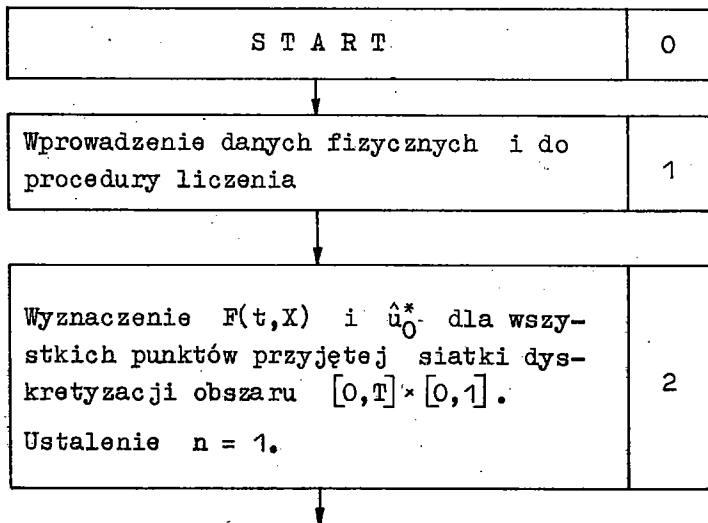 S T A R T 0
Wprowadzenie danych fizycznych i do
procedury liczenia
1
Wyznaczenie F(t,X) i û₀* dla wszy-
stkich punktów przyjętej siatki dys-
kretyzacji obszaru [0,T]×[0,1].
Ustalenie n = 1.
2